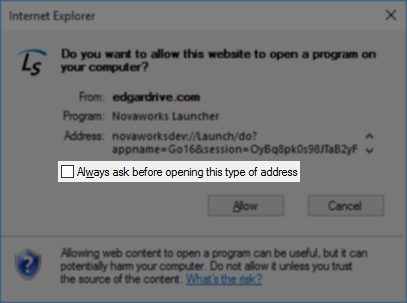 Internet Explorer
Ls
Do you want to allow this website to open a program on
your computer?
From: edgardrive.com
Program: Novaworks Launcher
Address: novaworksdev://Launch/do?
appname=Go16&session=OyBq8pk0s98JTaB2yF
Always ask before opening this type of address
Allow Cancel
Allowing web content to open a program can be useful, but it can
potentially harm your computer. Do not allow it unless you trust
the source of the content. What's the risk?